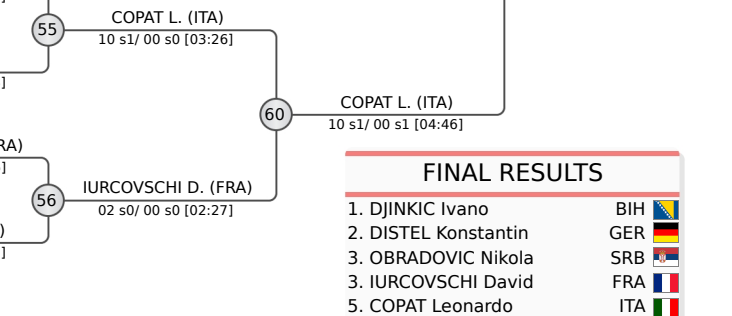 55
COPAT L. (ITA)
10 s1/ 00 s0 [03:26]
]
60
COPAT L. (ITA)
10 s1/ 00 s1 [04:46]
RA)
]
56
IURCOVSCHI D. (FRA)
02 s0/ 00 s0 [02:27]
)
]
FINAL RESULTS
1. DJINKIC Ivano BIH
2. DISTEL Konstantin GER
3. OBRADOVIC Nikola SRB
3. IURCOVSCHI David FRA
5. COPAT Leonardo ITA